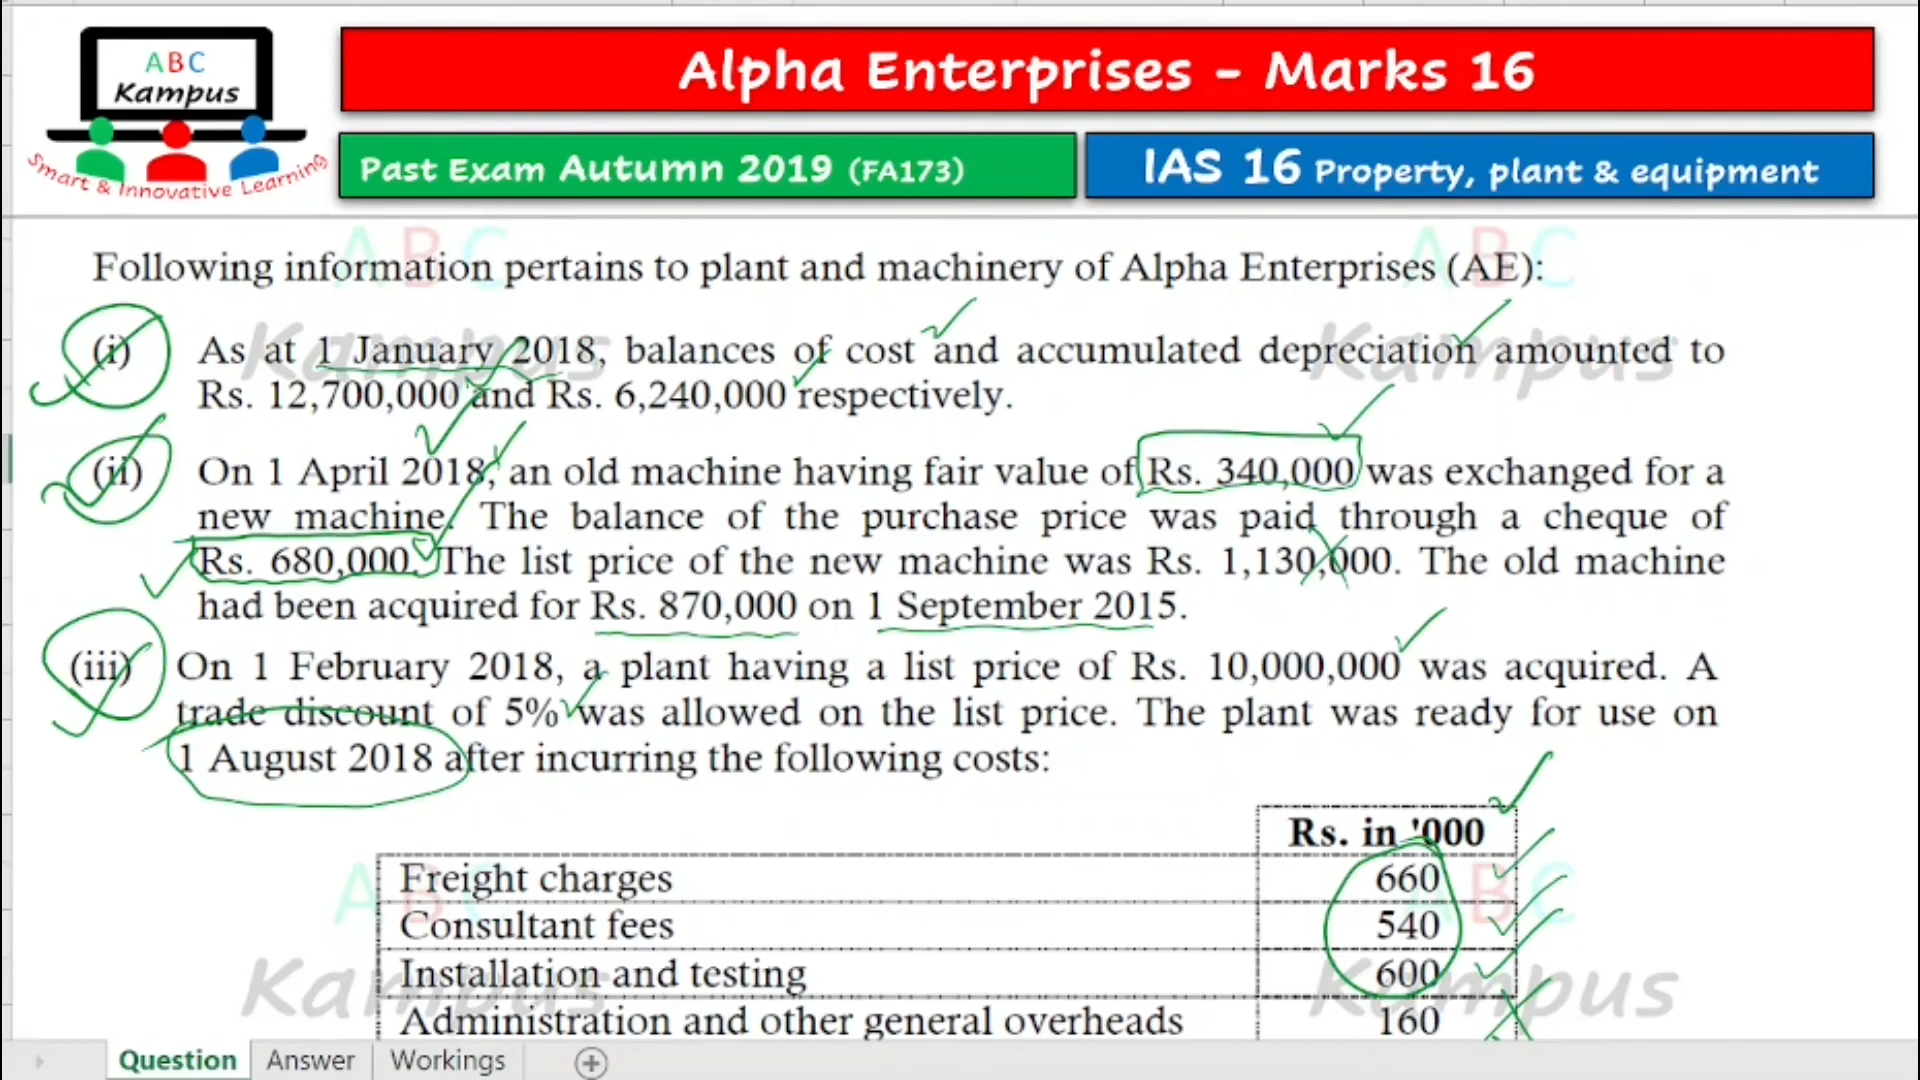 ABC
Kampus
Smart & Innovative Learning
Alpha Enterprises - Marks 16
Past Exam Autumn 2019 (FA173)
IAS 16 Property, plant & equipment
Following information pertains to plant and machinery of Alpha Enterprises (AE):
(i) As at 1 January 2018, balances of cost and accumulated depreciation amounted to
Rs. 12,700,000 and Rs. 6,240,000 respectively.
(ii) On 1 April 2018, an old machine having fair value of Rs. 340,000 was exchanged for a
new machine. The balance of the purchase price was paid through a cheque of
Rs. 680,000. The list price of the new machine was Rs. 1,130,000. The old machine
had been acquired for Rs. 870,000 on 1 September 2015.
(iii) On 1 February 2018, a plant having a list price of Rs. 10,000,000 was acquired. A
trade discount of 5% was allowed on the list price. The plant was ready for use on
1 August 2018 after incurring the following costs:
Rs. in '000
Freight charges 660
Consultant fees 540
Installation and testing 600
Administration and other general overheads 160
ABC
Kampus
ABC
Kampus
ABC
Kampus
ABC
Kampus
Question Answer Workings